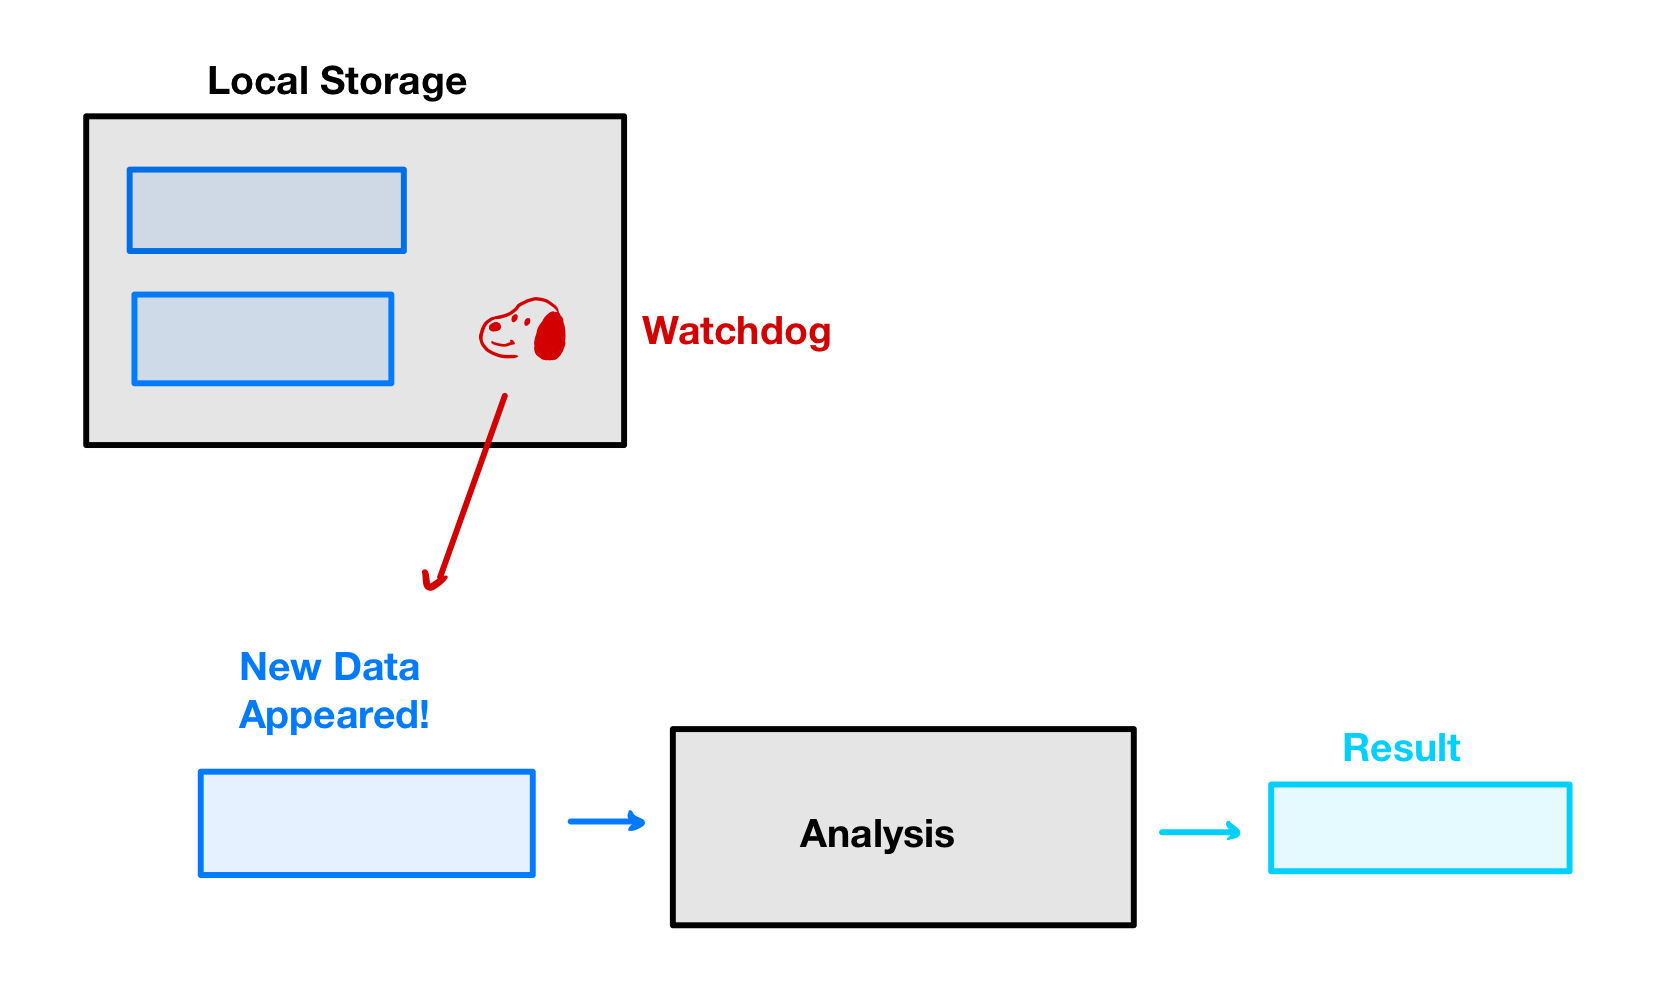 Local Storage
Watchdog
New Data
Appeared!
Analysis
Result